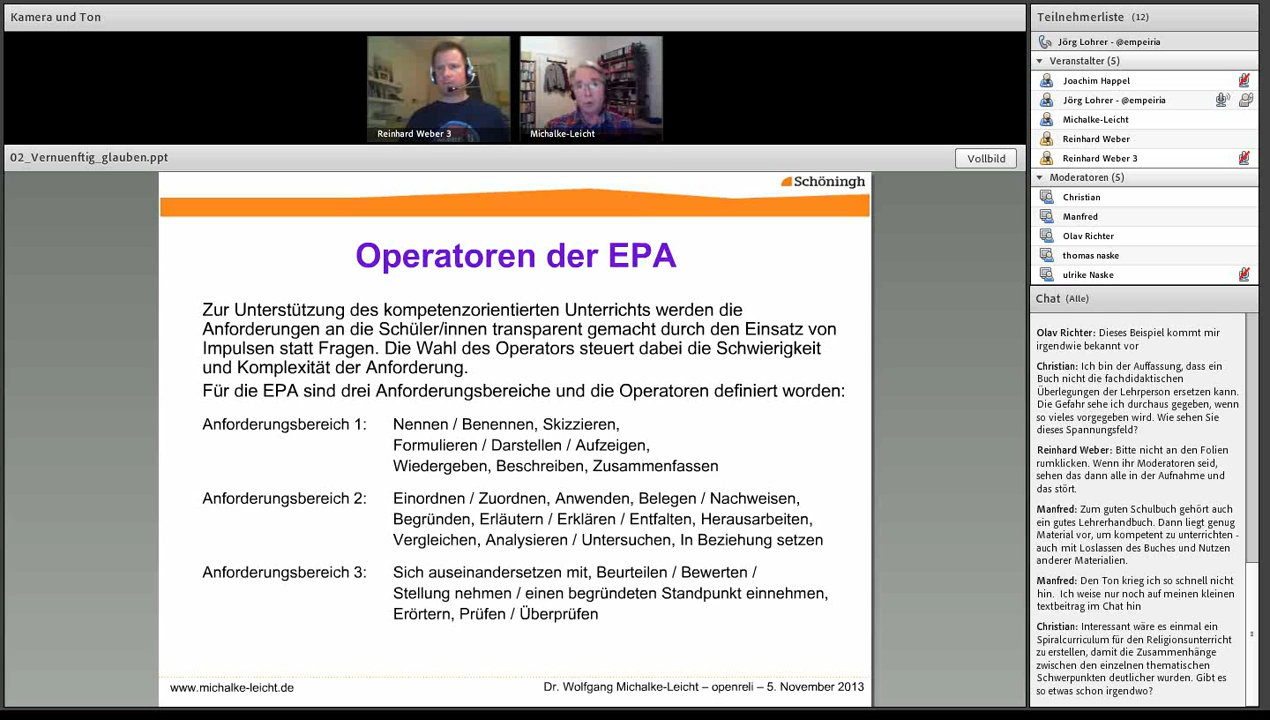 Kamera und Ton
Reinhard Weber 3
Michalke-Leicht
02_Vernuenftig_glauben.ppt
Vollbild
Schöningh
Operatoren der EPA
Zur Unterstützung des kompetenzorientierten Unterrichts werden die
Anforderungen an die Schüler/innen transparent gemacht durch den Einsatz von
Impulsen statt Fragen. Die Wahl des Operators steuert dabei die Schwierigkeit
und Komplexität der Anforderung.
Für die EPA sind drei Anforderungsbereiche und die Operatoren definiert worden:
Anforderungsbereich 1: Nennen / Benennen, Skizzieren,
Formulieren / Darstellen / Aufzeigen,
Wiedergeben, Beschreiben, Zusammenfassen
Anforderungsbereich 2: Einordnen / Zuordnen, Anwenden, Belegen / Nachweisen,
Begründen, Erläutern / Erklären / Entfalten, Herausarbeiten,
Vergleichen, Analysieren / Untersuchen, In Beziehung setzen
Anforderungsbereich 3: Sich auseinandersetzen mit, Beurteilen / Bewerten /
Stellung nehmen / einen begründeten Standpunkt einnehmen,
Erörtern, Prüfen / Überprüfen
www.michalke-leicht.de
Dr. Wolfgang Michalke-Leicht – openreli – 5. November 2013
Teilnehmerliste (12)
Jörg Lohrer - @empeiria
Veranstalter (5)
Joachim Happel
Jörg Lohrer - @empeiria
Michalke-Leicht
Reinhard Weber
Reinhard Weber 3
Moderatoren (5)
Christian
Manfred
Olav Richter
thomas naske
ulrike Naske
Chat (Alle)
Olav Richter: Dieses Beispiel kommt mir
irgendwie bekannt vor
Christian: Ich bin der Auffassung, dass ein
Buch nicht die fachdidaktischen
Überlegungen der Lehrperson ersetzen kann.
Die Gefahr sehe ich durchaus gegeben, wenn
so vieles vorgegeben wird. Wie sehen Sie
dieses Spannungsfeld?
Reinhard Weber: Bitte nicht an den Folien
rumklicken. Wenn ihr Moderatoren seid,
sehen das dann alle in der Aufnahme und
das stört.
Manfred: Zum guten Schulbuch gehört auch
ein gutes Lehrerhandbuch. Dann liegt genug
Material vor, um kompetent zu unterrichten -
auch mit Loslassen des Buches und Nutzen
anderer Materialien.
Manfred: Den Ton krieg ich so schnell nicht
hin. Ich weise nur noch auf meinen kleinen
textbeitrag im Chat hin
Christian: Interessant wäre es einmal ein
Spiralcurriculum für den Religionsunterricht
zu erstellen, damit die Zusammenhänge
zwischen den einzelnen thematischen
Schwerpunkten deutlicher wurden. Gibt es
so etwas schon irgendwo?